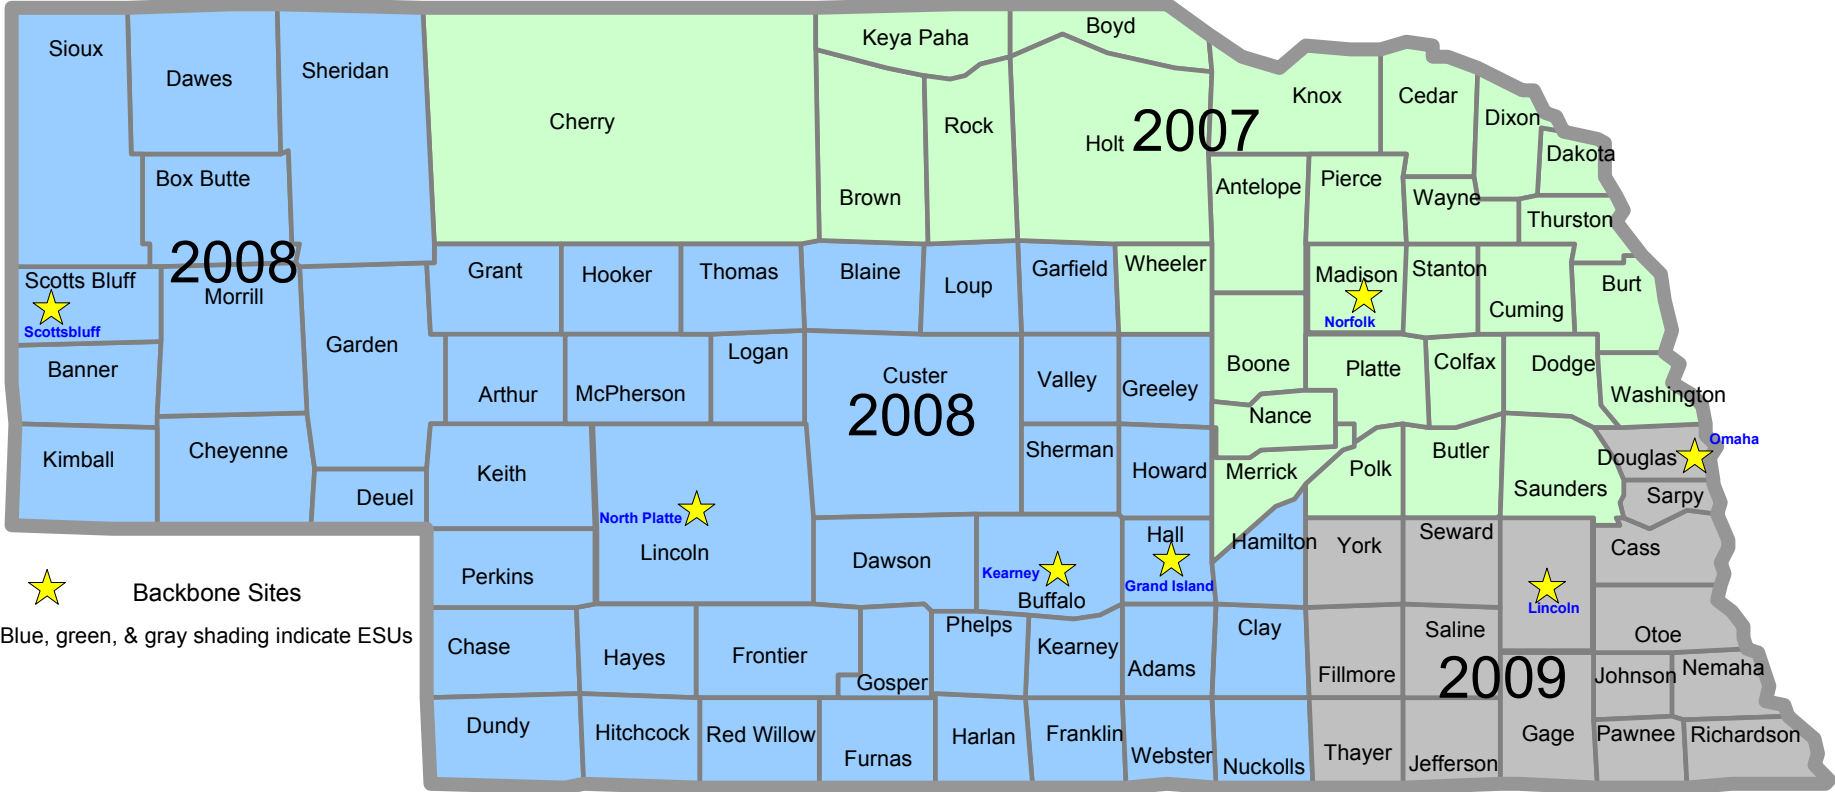 Boyd
Keya Paha
Sioux
Dawes
Sheridan
Cherry
Rock
Holt
2007
Knox
Cedar
Dixon
Dakota
Box Butte
Brown
Antelope
Pierce
Wayne
Thurston
2008
Scotts Bluff
Scottsbluff
Morrill
Grant
Hooker
Thomas
Blaine
Loup
Garfield
Wheeler
Madison
Norfolk
Stanton
Cuming
Burt
Banner
Garden
Arthur
McPherson
Logan
Custer
2008
Valley
Greeley
Boone
Nance
Platte
Colfax
Dodge
Washington
Omaha
Kimball
Cheyenne
Deuel
Keith
North Platte
Lincoln
Sherman
Howard
Merrick
Polk
Butler
Saunders
Douglas
Sarpy
Perkins
Dawson
Kearney
Buffalo
Hall
Grand Island
Hamilton
York
Seward
Lincoln
Cass
Backbone Sites
Blue, green, & gray shading indicate ESUs
Chase
Hayes
Frontier
Gosper
Phelps
Kearney
Adams
Clay
Fillmore
Saline
2009
Otoe
Johnson
Nemaha
Dundy
Hitchcock
Red Willow
Furnas
Harlan
Franklin
Webster
Nuckolls
Thayer
Jefferson
Gage
Pawnee
Richardson